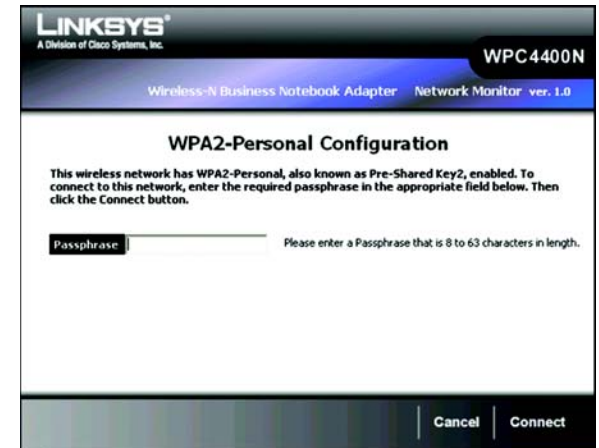 LINKSYS®
A Division of Cisco Systems, Inc.
WPC4400N
Wireless-N Business Notebook Adapter Network Monitor ver. 1.0
WPA2-Personal Configuration
This wireless network has WPA2-Personal, also known as Pre-Shared Key2, enabled. To
connect to this network, enter the required passphrase in the appropriate field below. Then
click the Connect button.
Passphrase Please enter a Passphrase that is 8 to 63 characters in length.
Cancel Connect